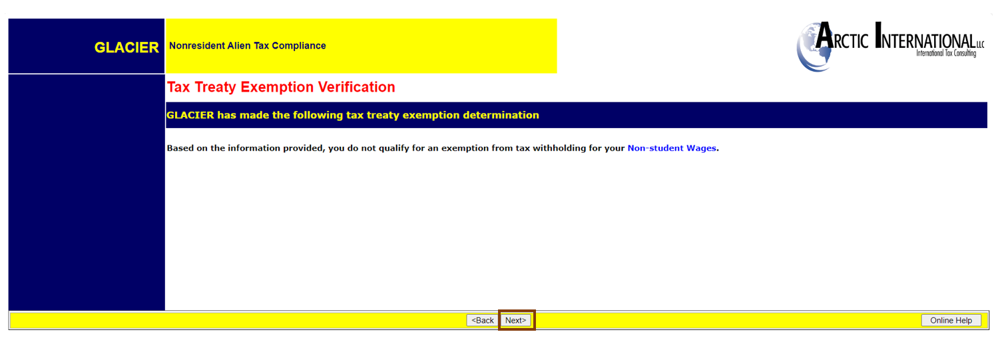 GLACIER
Nonresident Alien Tax Compliance
ARCTIC INTERNATIONAL LLC
International Tax Consulting
Tax Treaty Exemption Verification
GLACIER has made the following tax treaty exemption determination
Based on the information provided, you do not qualify for an exemption from tax withholding for your Non-student Wages.
<Back Next> Online Help